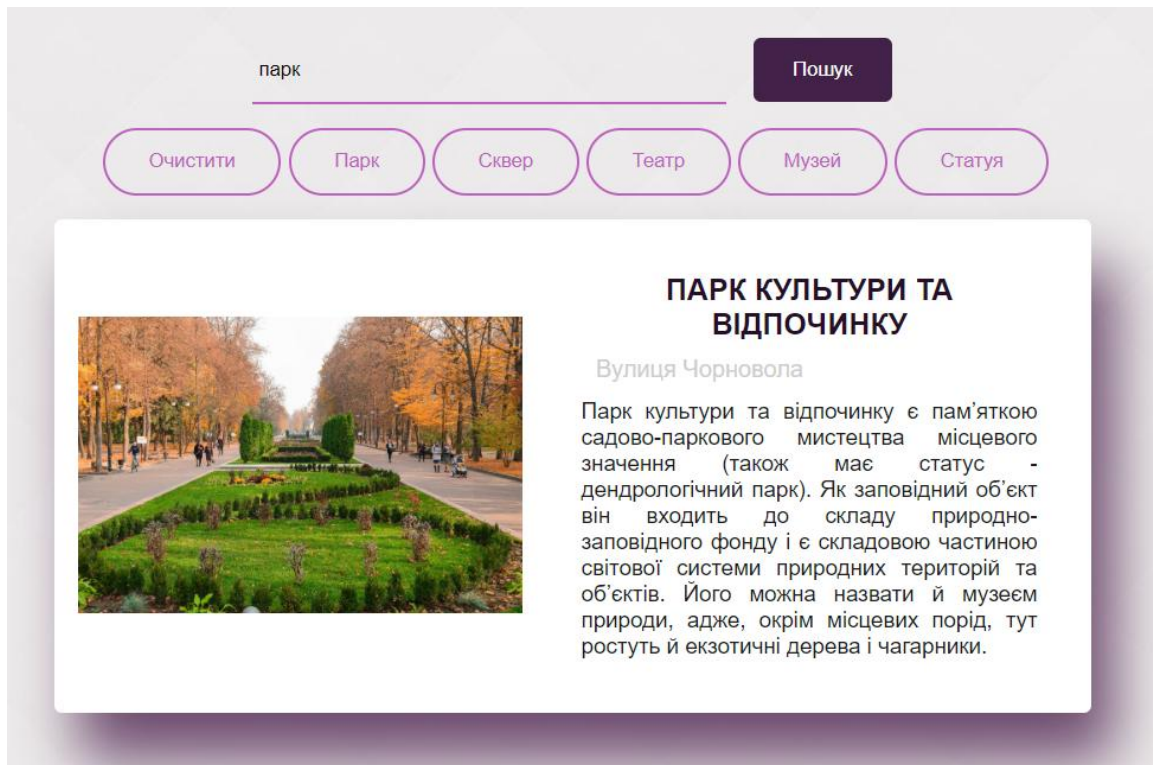 парк
Пошук
Очистити
Парк
Сквер
Театр
Музей
Статуя
ПАРК КУЛЬТУРИ ТА
ВІДПОЧИНКУ
Вулиця Чорновола
Парк культури та відпочинку є пам’яткою
садово-паркового мистецтва місцевого
значення (також має статус -
дендрологічний парк). Як заповідний об’єкт
він входить до складу природно-
заповідного фонду і є складовою частиною
світової системи природних територій та
об’єктів. Його можна назвати й музеєм
природи, адже, окрім місцевих порід, тут
ростуть й екзотичні дерева і чагарники.